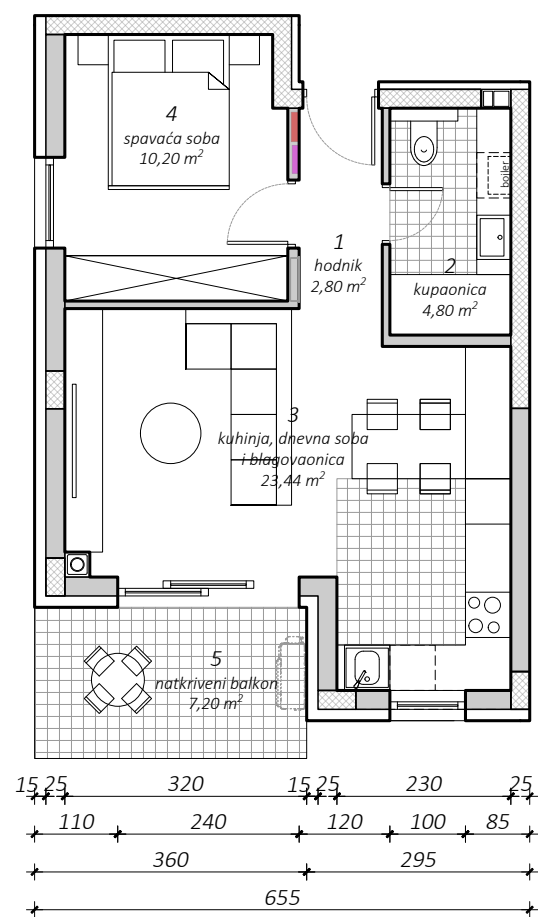 4
spavaća soba
10,20 m²
boiler
1
hodnik
2,80 m²
2
kupaonica
4,80 m²
3
kuhinja, dnevna soba
i blagovaonica
23,44 m²
5
natkriveni balkon
7,20 m²
15 25 320 15 25 230 25
110 240 120 100 85
360 295
655